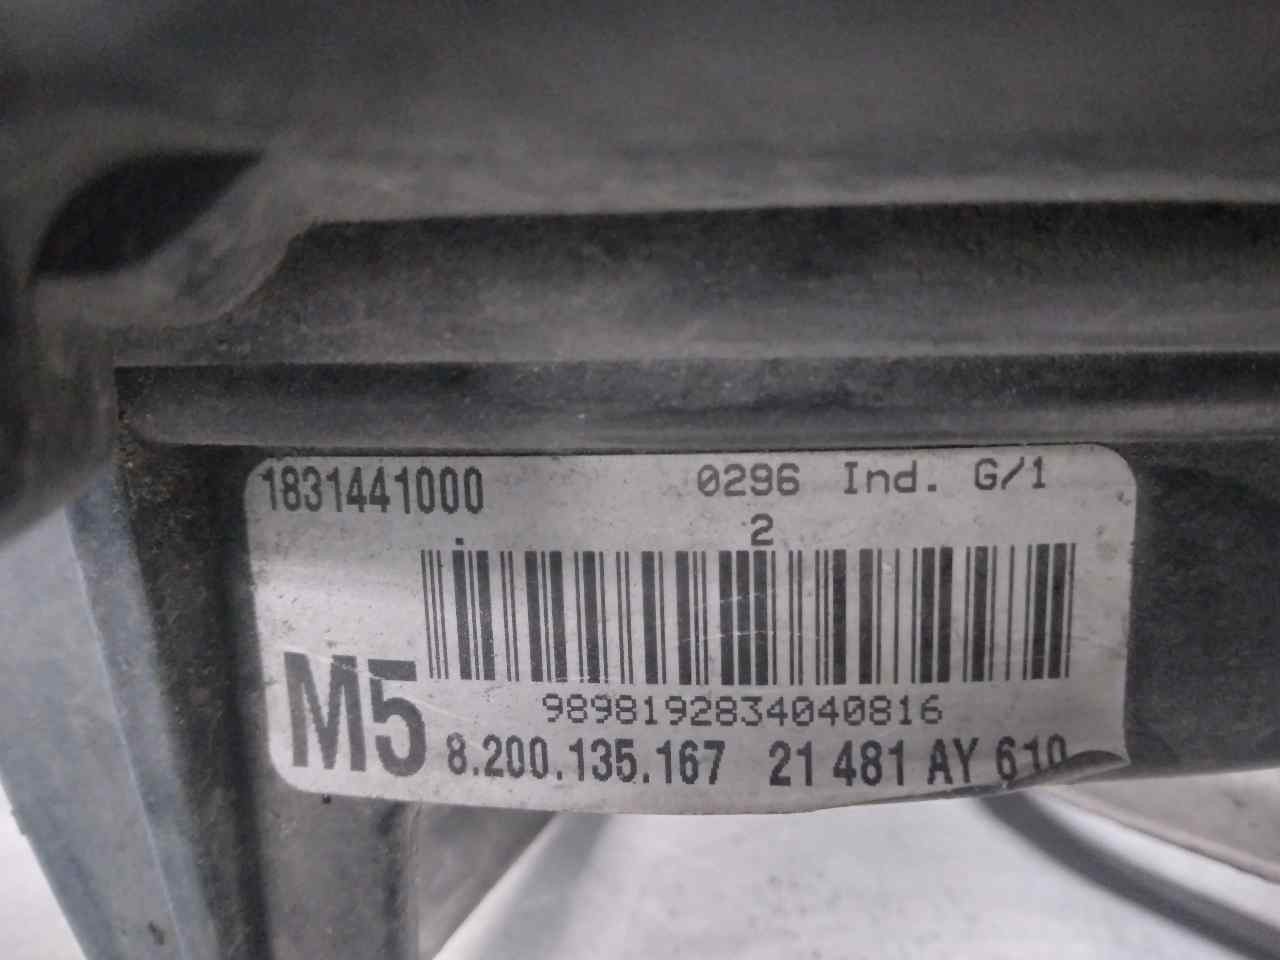 1831441000 0296 Ind. G/1
2
9898192834040816
M5 8.200.135.167 21 481 AY 610